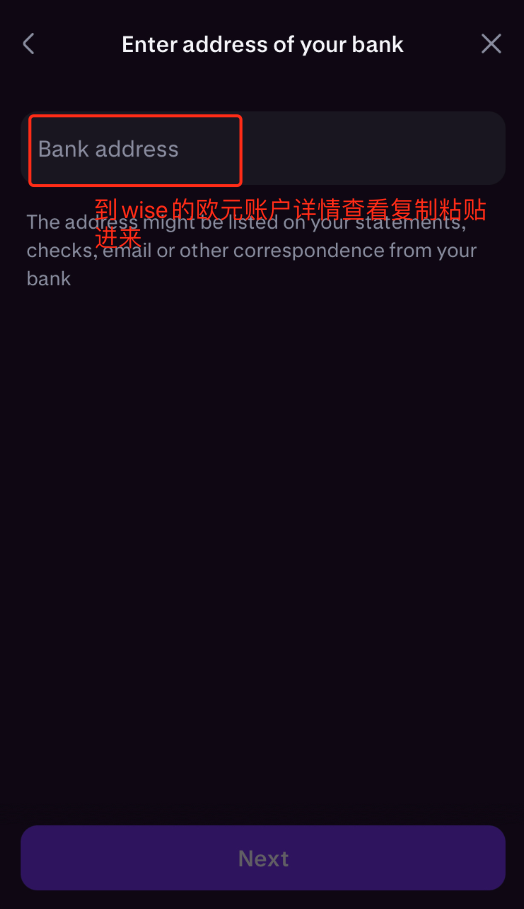 Enter address of your bank
Bank address
到wise的欧元账户详情查看复制粘贴
进来
The address might be listed on your statements,
checks, email or other correspondence from your
bank
Next